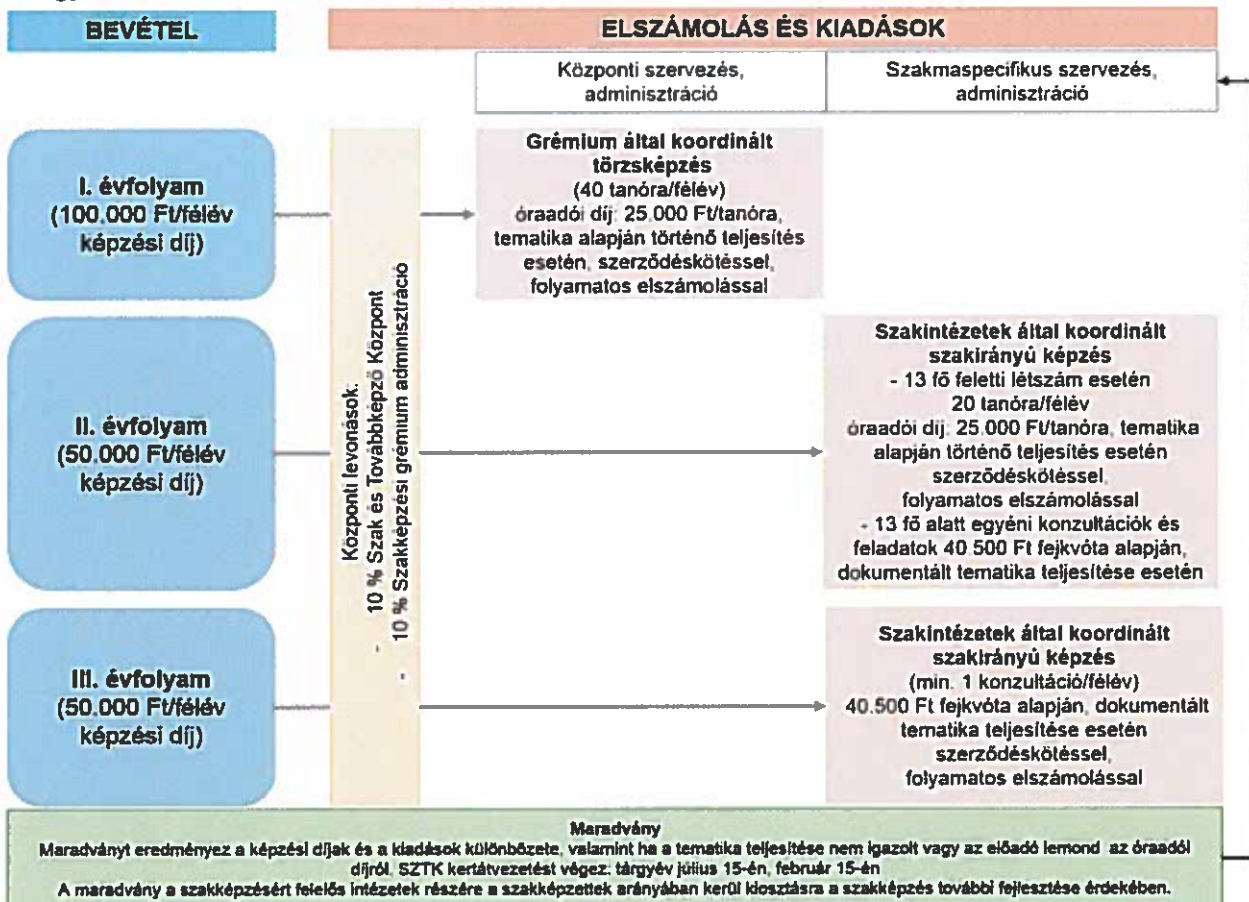 BEVÉTEL
ELSZÁMOLÁS ÉS KIADÁSOK
Központi szervezés,
adminisztráció
Szakmaspecifikus szervezés,
adminisztráció
I. évfolyam
(100.000 Ft/félév
képzési díj)
Grémium által koordinált
törzsképzés
(40 tanóra/félév)
óraadói díj: 25.000 Ft/tanóra,
tematika alapján történő teljesítés
esetén, szerződéskötéssel,
folyamatos elszámolással
Központi levonások:
- 10 % Szak és Továbbképző Központ
- 10 % Szakképzési grémium adminisztráció
II. évfolyam
(50.000 Ft/félév
képzési díj)
Szakintézetek által koordinált
szakirányú képzés
- 13 fő feletti létszám esetén
20 tanóra/félév
óraadói díj: 25.000 Ft/tanóra, tematika
alapján történő teljesítés esetén
szerződéskötéssel,
folyamatos elszámolással
- 13 fő alatt egyéni konzultációk és
feladatok 40.500 Ft fejkvóta alapján,
dokumentált tematika teljesítése esetén
III. évfolyam
(50.000 Ft/félév
képzési díj)
Szakintézetek által koordinált
szakirányú képzés
(min. 1 konzultáció/félév)
40.500 Ft fejkvóta alapján, dokumentált
tematika teljesítése esetén
szerződéskötéssel,
folyamatos elszámolással
Maradvány
Maradványt eredményez a képzési díjak és a kiadások különbözete, valamint ha a tematika teljesítése nem igazolt vagy az előadó lemond az óraadói
díjról. SZTK kertátvezetést végez: tárgyév július 15-én, február 15-én
A maradvány a szakképzésért felelős intézetek részére a szakképzettek arányában kerül kiosztásra a szakképzés további fejlesztése érdekében.